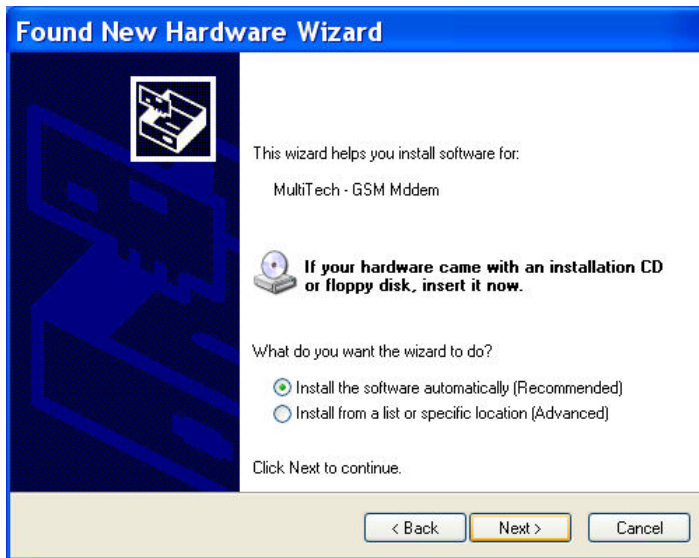 Found New Hardware Wizard
This wizard helps you install software for:
MultiTech - GSM Mddem
If your hardware came with an installation CD
or floppy disk, insert it now.
What do you want the wizard to do?
Install the software automatically (Recommended)
Install from a list or specific location (Advanced)
Click Next to continue.
< Back Next > Cancel